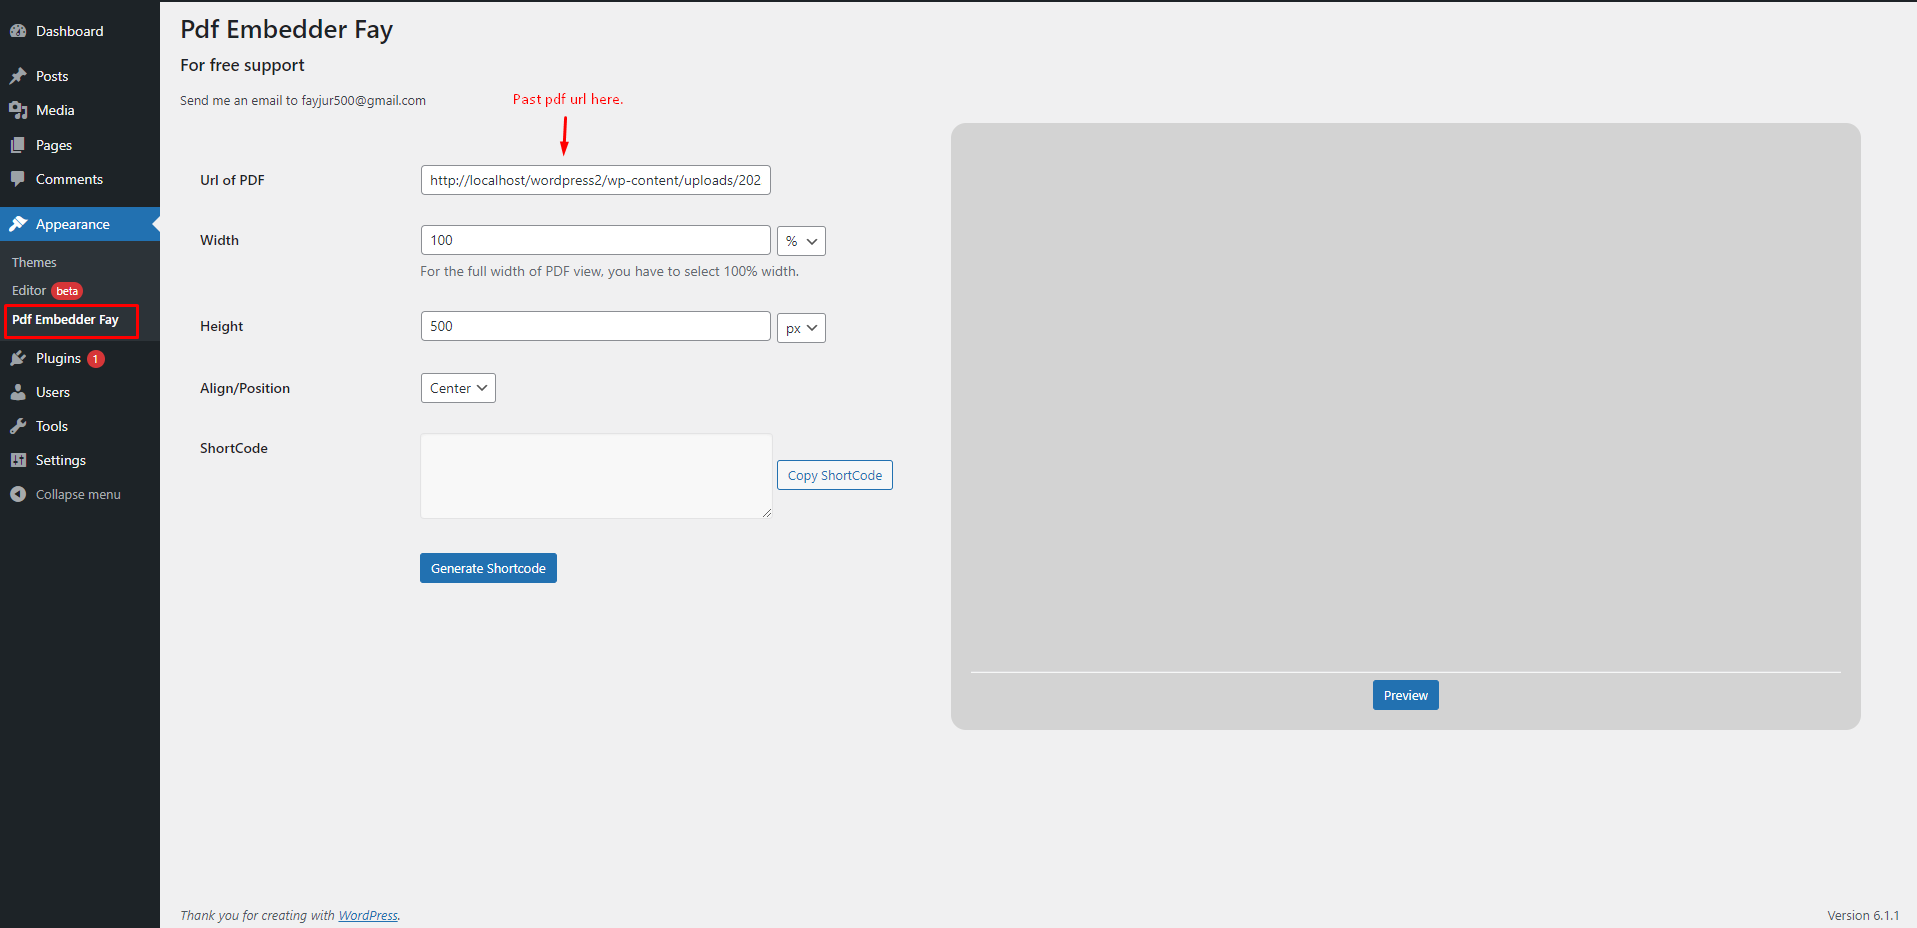 Dashboard
Posts
Media
Pages
Comments
Appearance
Themes
Editor beta
Pdf Embedder Fay
Plugins 1
Users
Tools
Settings
Collapse menu
Pdf Embedder Fay
For free support
Send me an email to fayjur500@gmail.com
Past pdf url here.
Url of PDF
http://localhost/wordpress2/wp-content/uploads/202
Width
100
%
For the full width of PDF view, you have to select 100% width.
Height
500
px
Align/Position
Center
ShortCode
Copy ShortCode
Generate Shortcode
Preview
Thank you for creating with WordPress.
Version 6.1.1